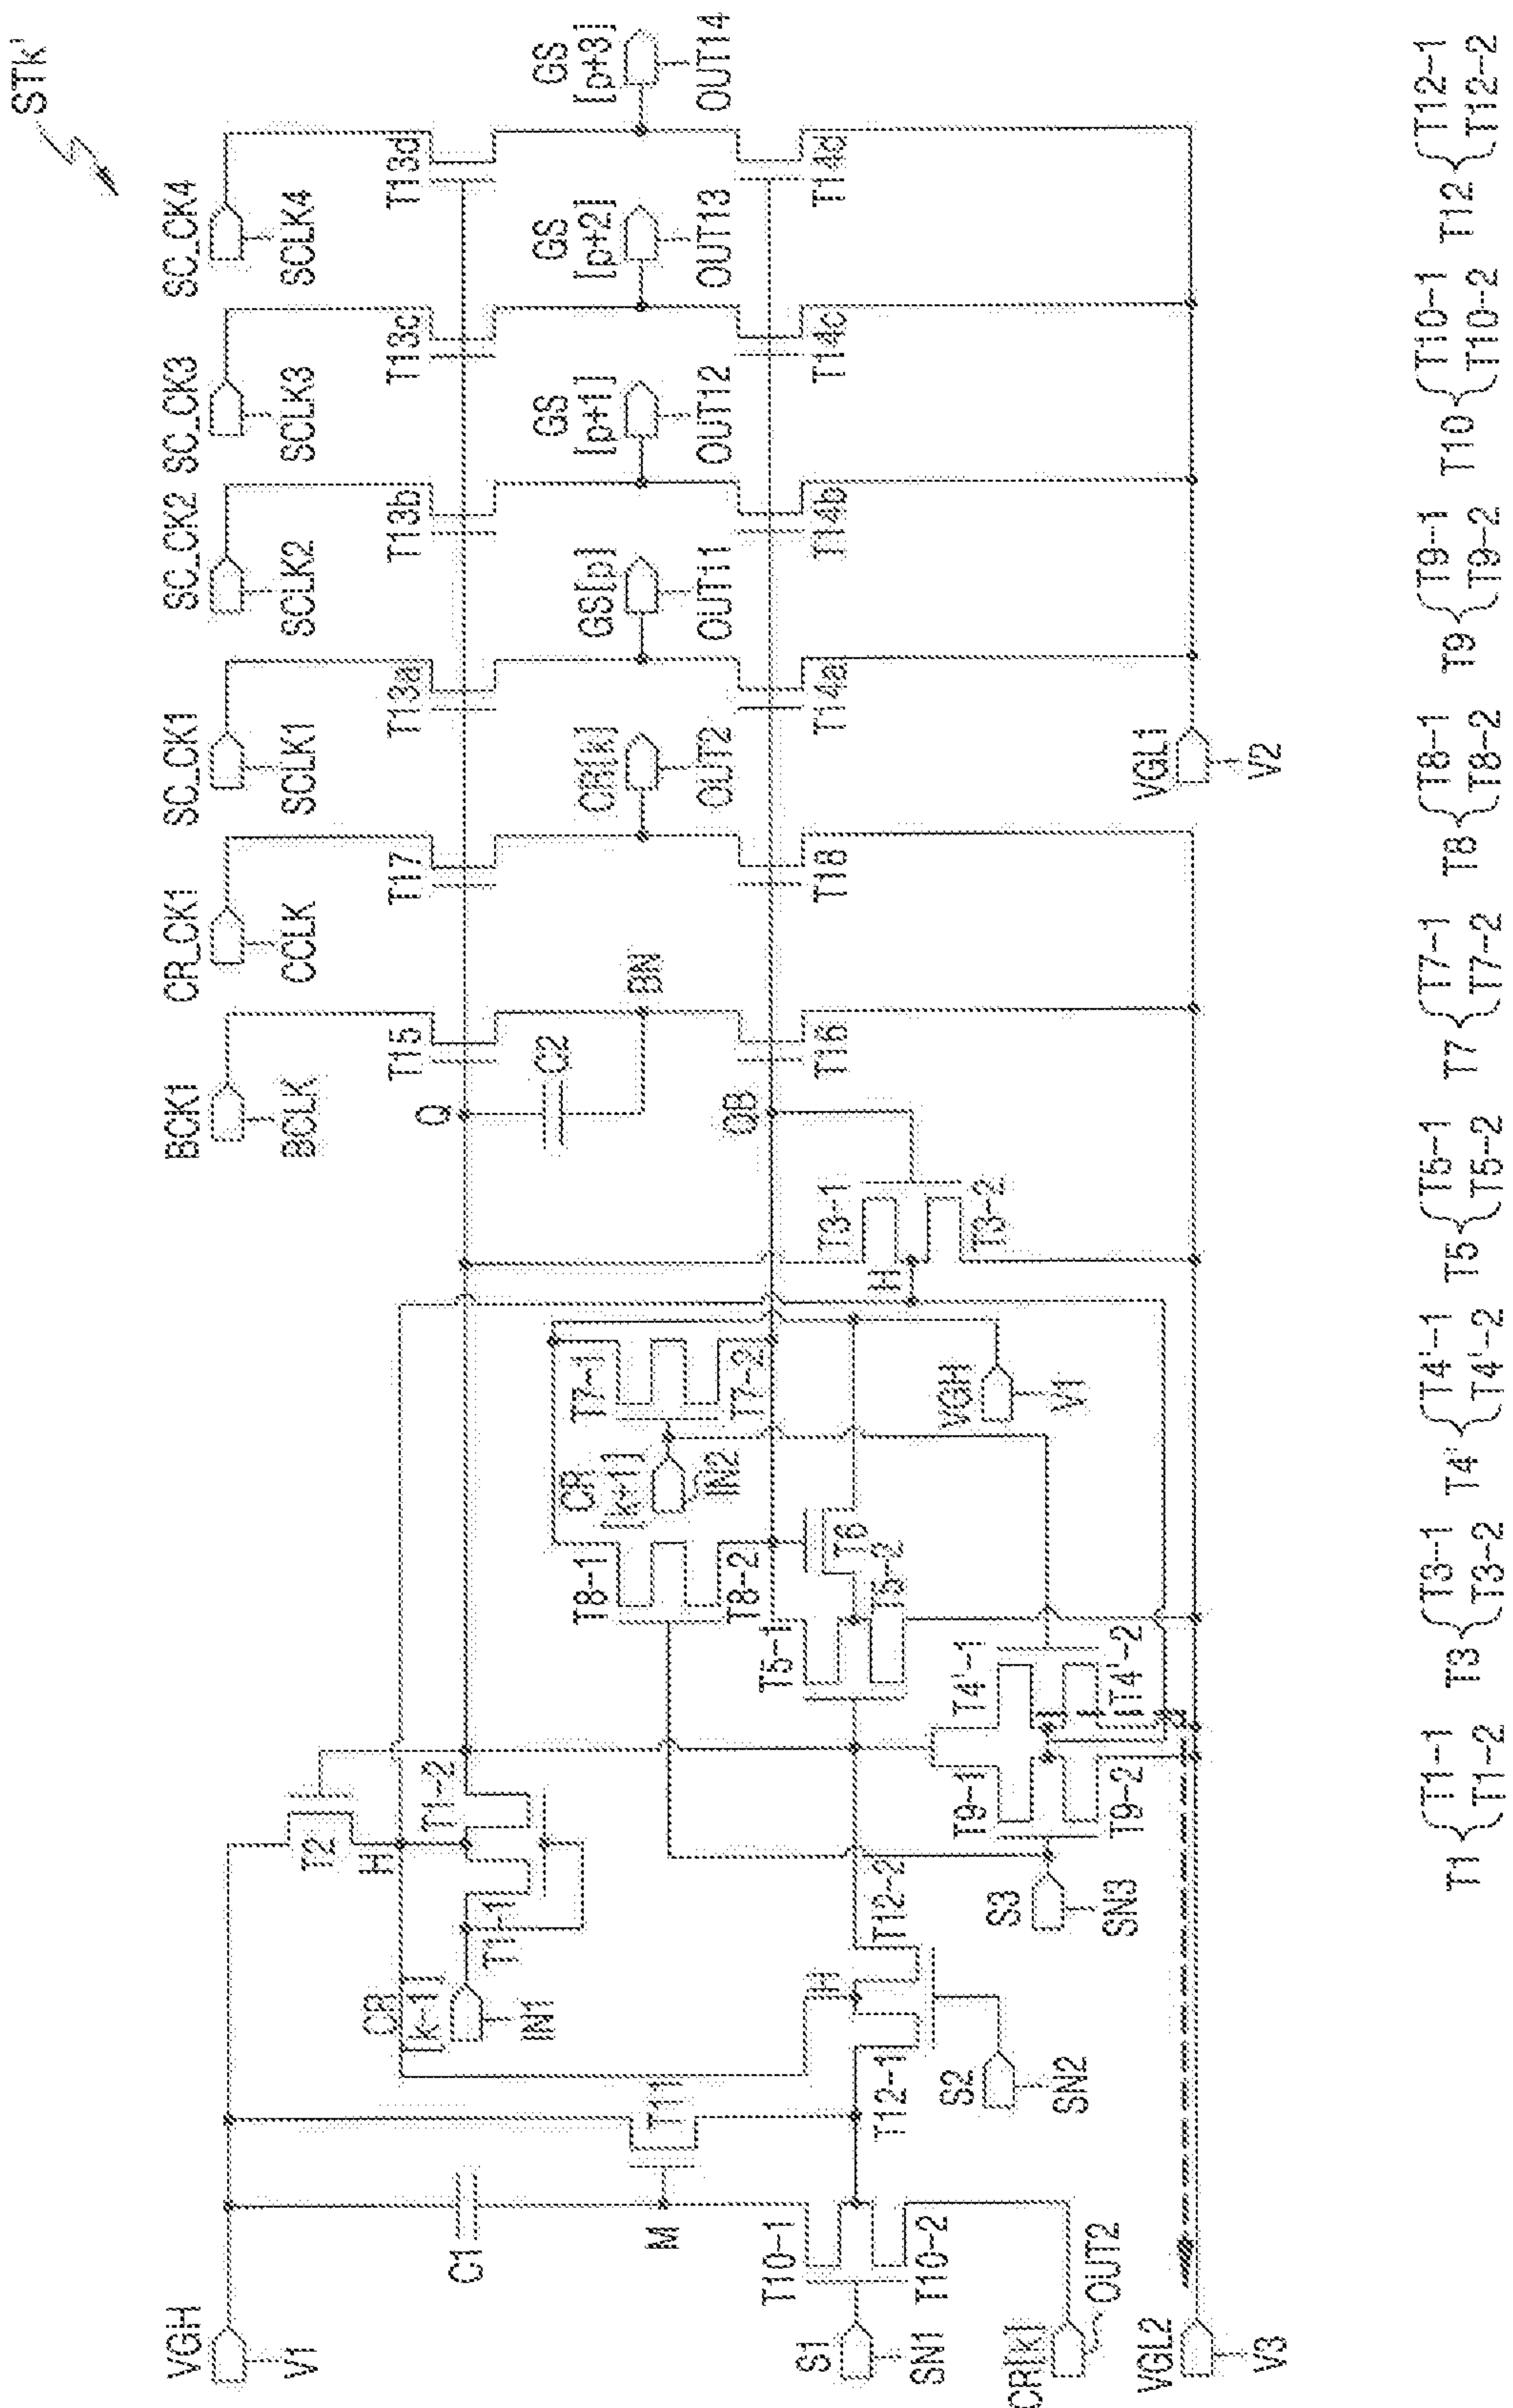 STk'
VGH
V1
BCK1
BCLK
CR_CK1
CCLK
SC_CK1
SCLK1
SC_CK2
SCLK2
SC_CK3
SCLK3
SC_CK4
SCLK4
C1
M
T11
T2
H
CR
[k-1]
IN1
T1-1
T1-2
Q
T15
C2
BN
T17
T13a
T13b
T13c
T13d
CR[k]
OUT2
GS[p]
OUT11
GS
[p+1]
OUT12
GS
[p+2]
OUT13
GS
[p+3]
OUT14
T8-1
T8-2
CR
[k+1]
IN2
T7-1
T7-2
QB
T16
T18
T14a
T14b
T14c
T14d
S1
SN1
T10-1
T10-2
T12-1
H
T12-2
S2
SN2
T5-1
T5-2
T6
T3-1
H
T3-2
VGH
V1
S3
SN3
T9-1
T9-2
T4'-1
T4'-2
CR[k]
OUT2
VGL2
V3
VGL1
V2
T1{T1-1
T1-2
T3{T3-1
T3-2
T4'{T4'-1
T4'-2
T5{T5-1
T5-2
T7{T7-1
T7-2
T8{T8-1
T8-2
T9{T9-1
T9-2
T10{T10-1
T10-2
T12{T12-1
T12-2